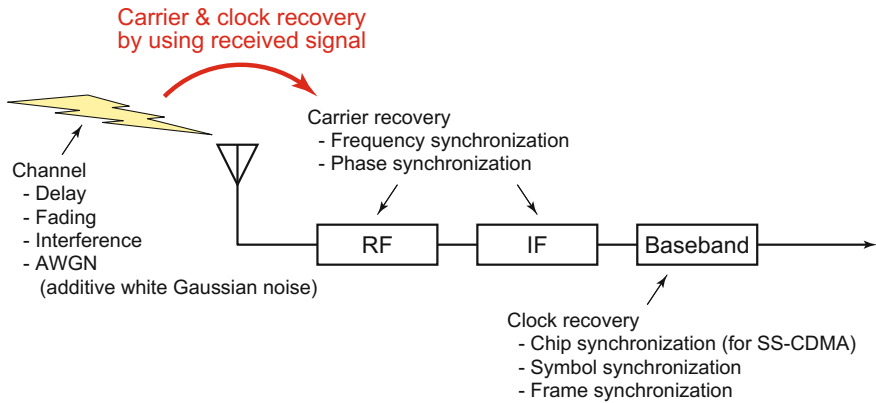 Carrier & clock recovery
by using received signal
Carrier recovery
- Frequency synchronization
- Phase synchronization
Channel
- Delay
- Fading
- Interference
- AWGN
(additive white Gaussian noise)
RF
IF
Baseband
Clock recovery
- Chip synchronization (for SS-CDMA)
- Symbol synchronization
- Frame synchronization